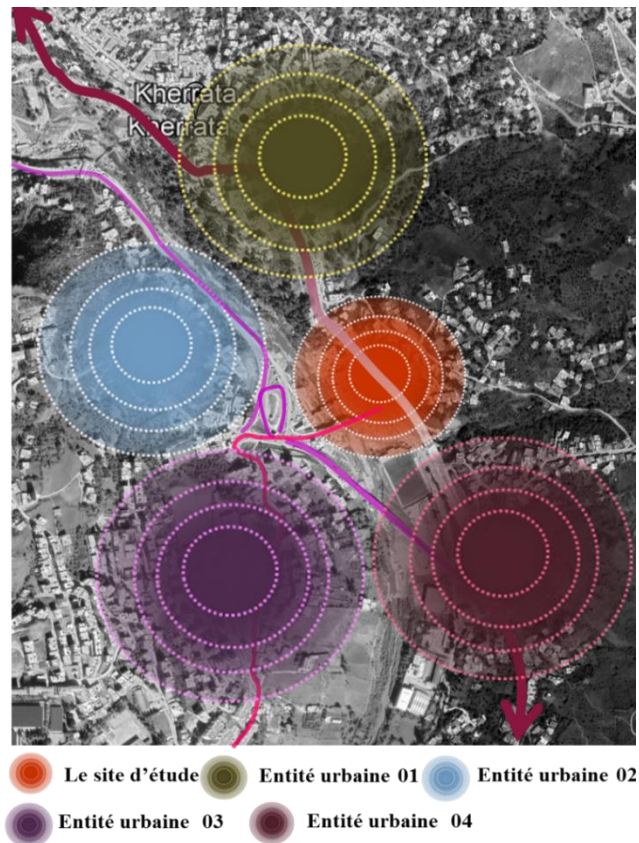 Kherrata
Kherrata
Le site d’étude Entité urbaine 01 Entité urbaine 02
Entité urbaine 03 Entité urbaine 04